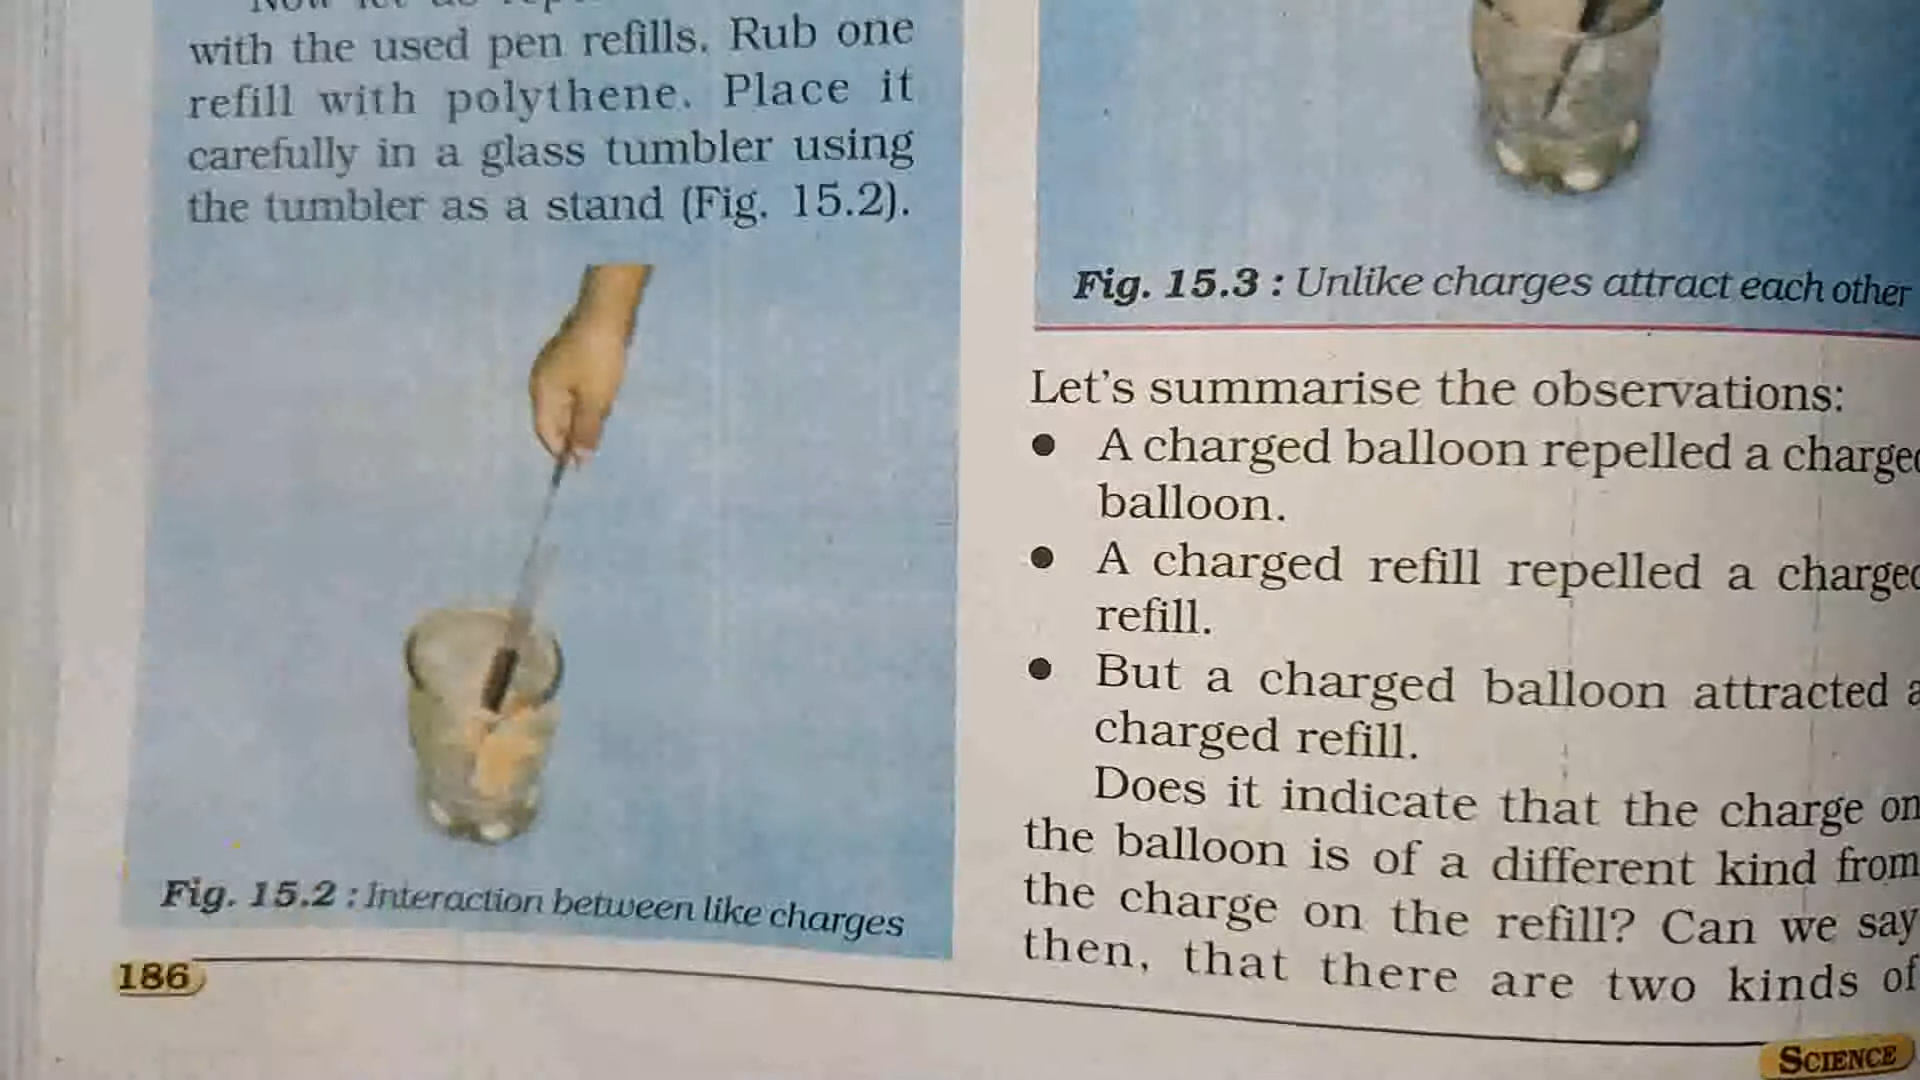 with the used pen refills. Rub one
refill with polythene. Place it
carefully in a glass tumbler using
the tumbler as a stand (Fig. 15.2).
Fig. 15.2 : Interaction between like charges
186
Fig. 15.3 : Unlike charges attract each other
Let's summarise the observations:
● A charged balloon repelled a charged
balloon.
● A charged refill repelled a charged
refill.
● But a charged balloon attracted a
charged refill.
Does it indicate that the charge on
the balloon is of a different kind from
the charge on the refill? Can we say
then, that there are two kinds of
SCIENCE